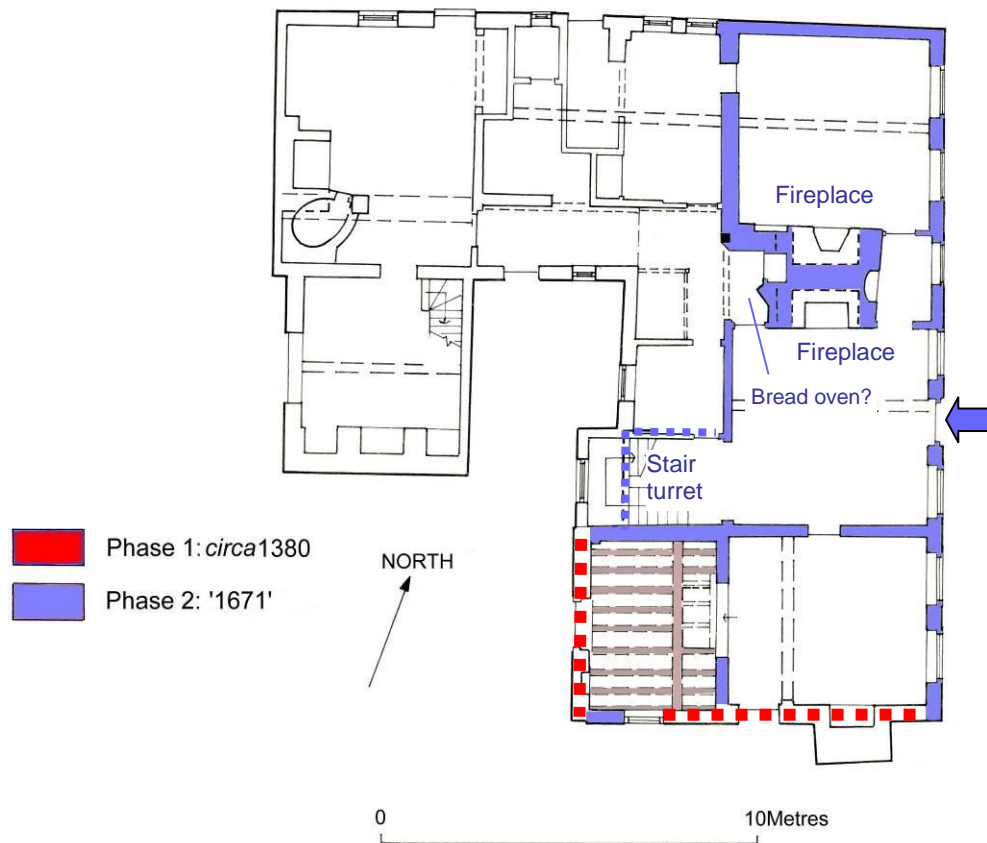 Fireplace
Fireplace
Bread oven?
Stair
turret
Phase 1: circa1380
NORTH
Phase 2: '1671'
0
10Metres